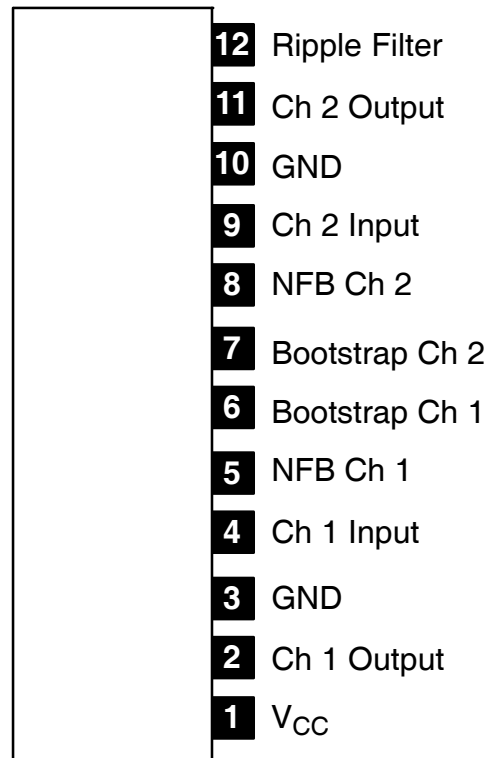 12 Ripple Filter
11 Ch 2 Output
10 GND
9 Ch 2 Input
8 NFB Ch 2
7 Bootstrap Ch 2
6 Bootstrap Ch 1
5 NFB Ch 1
4 Ch 1 Input
3 GND
2 Ch 1 Output
1 VCC